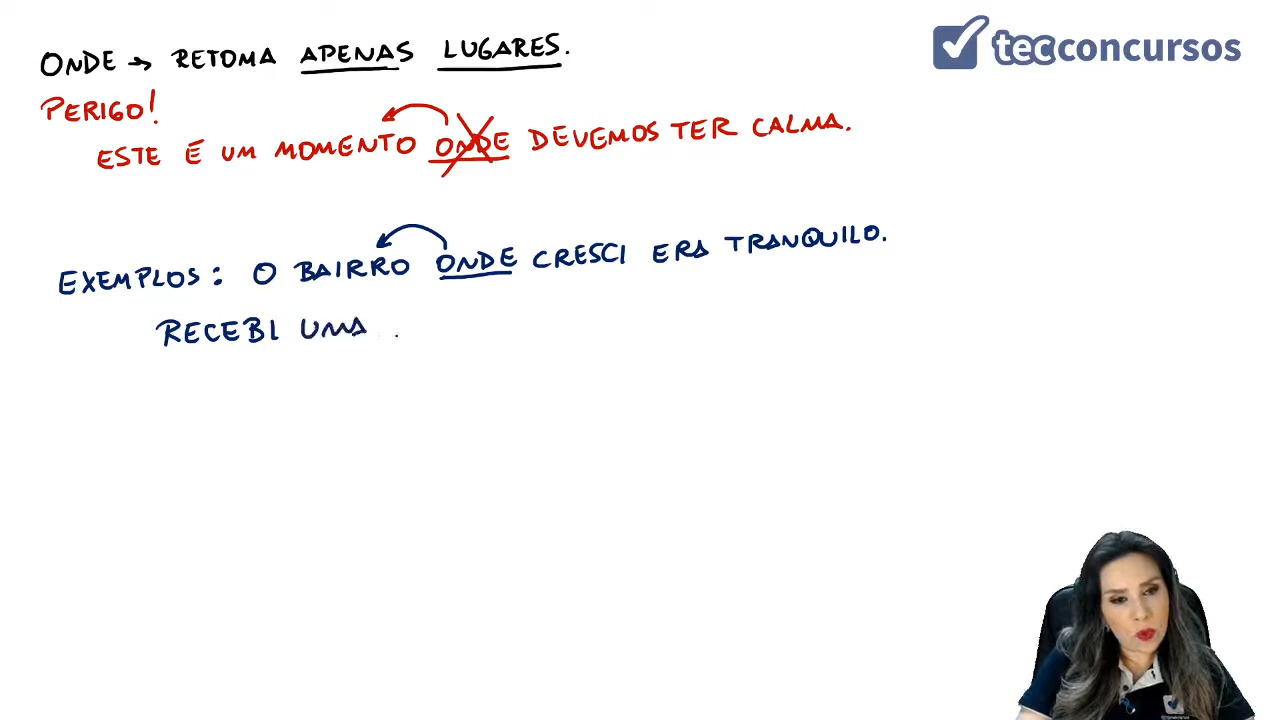 tecconcursos
ONDE → RETOMA APENAS LUGARES.
PERIGO!
ESTE É UM MOMENTO ONDE DEVEMOS TER CALMA.
EXEMPLOS: O BAIRRO ONDE CRESCI ERA TRANQUILO.
RECEBI UMA